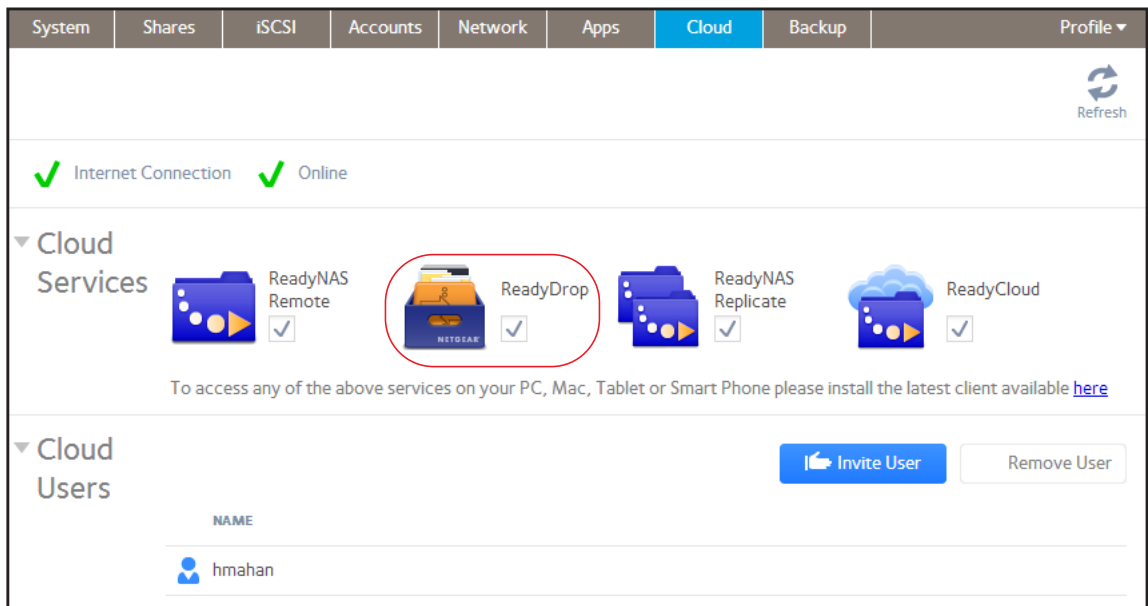 System Shares iSCSI Accounts Network Apps Cloud Backup Profile
Refresh
Internet Connection Online
Cloud Services
ReadyNAS Remote
NETGEAR
ReadyDrop
ReadyNAS Replicate
ReadyCloud
To access any of the above services on your PC, Mac, Tablet or Smart Phone please install the latest client available here
Cloud Users
Invite User Remove User
NAME
hmahan